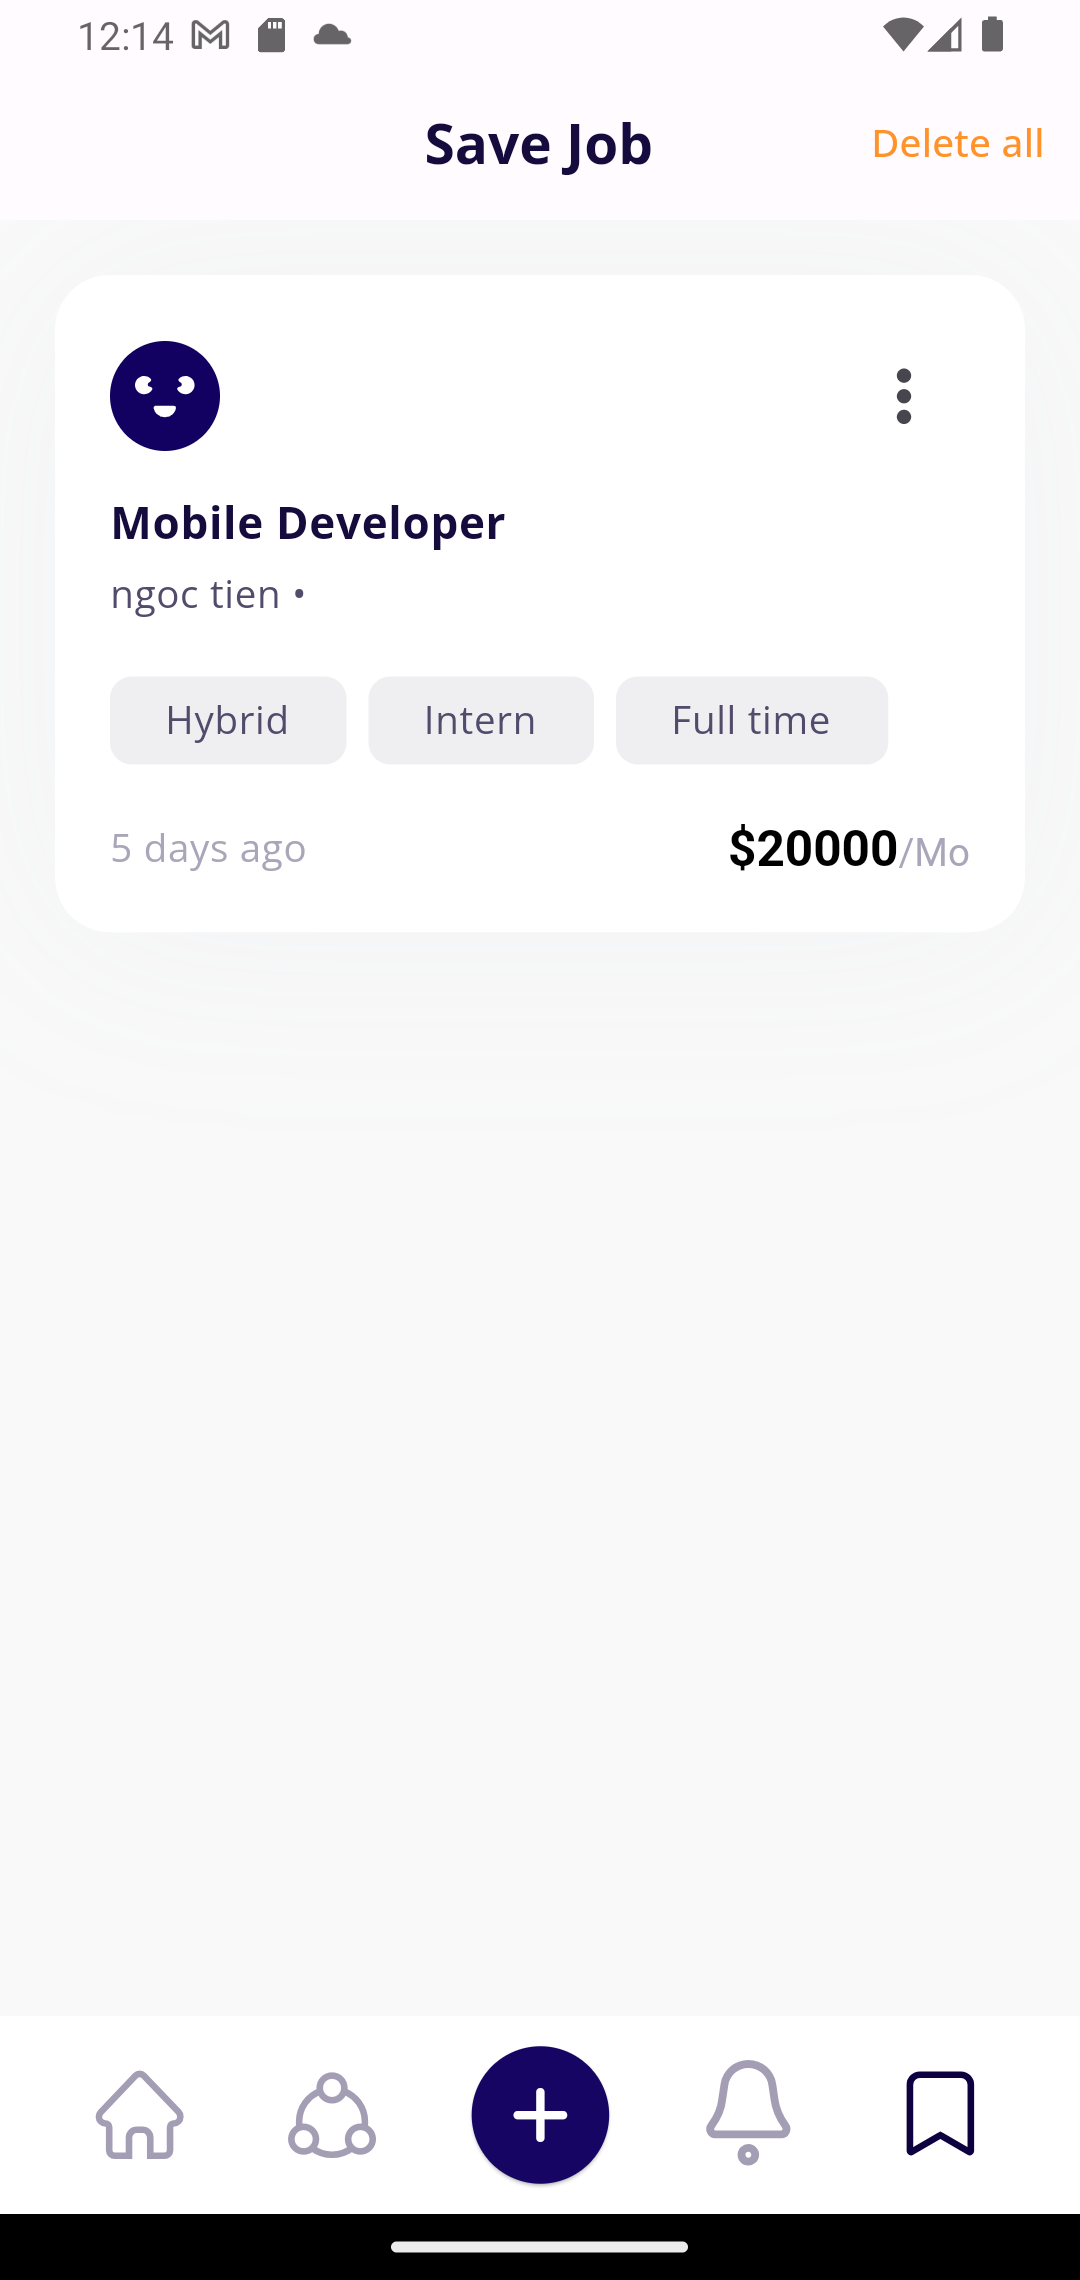 12:14
Save Job
Delete all
Mobile Developer
ngoc tien •
Hybrid Intern Full time
5 days ago $20000/Mo